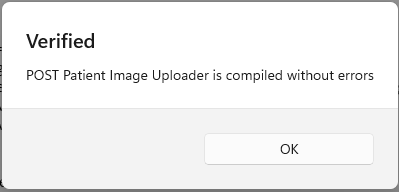 Verified
POST Patient Image Uploader is compiled without errors
OK